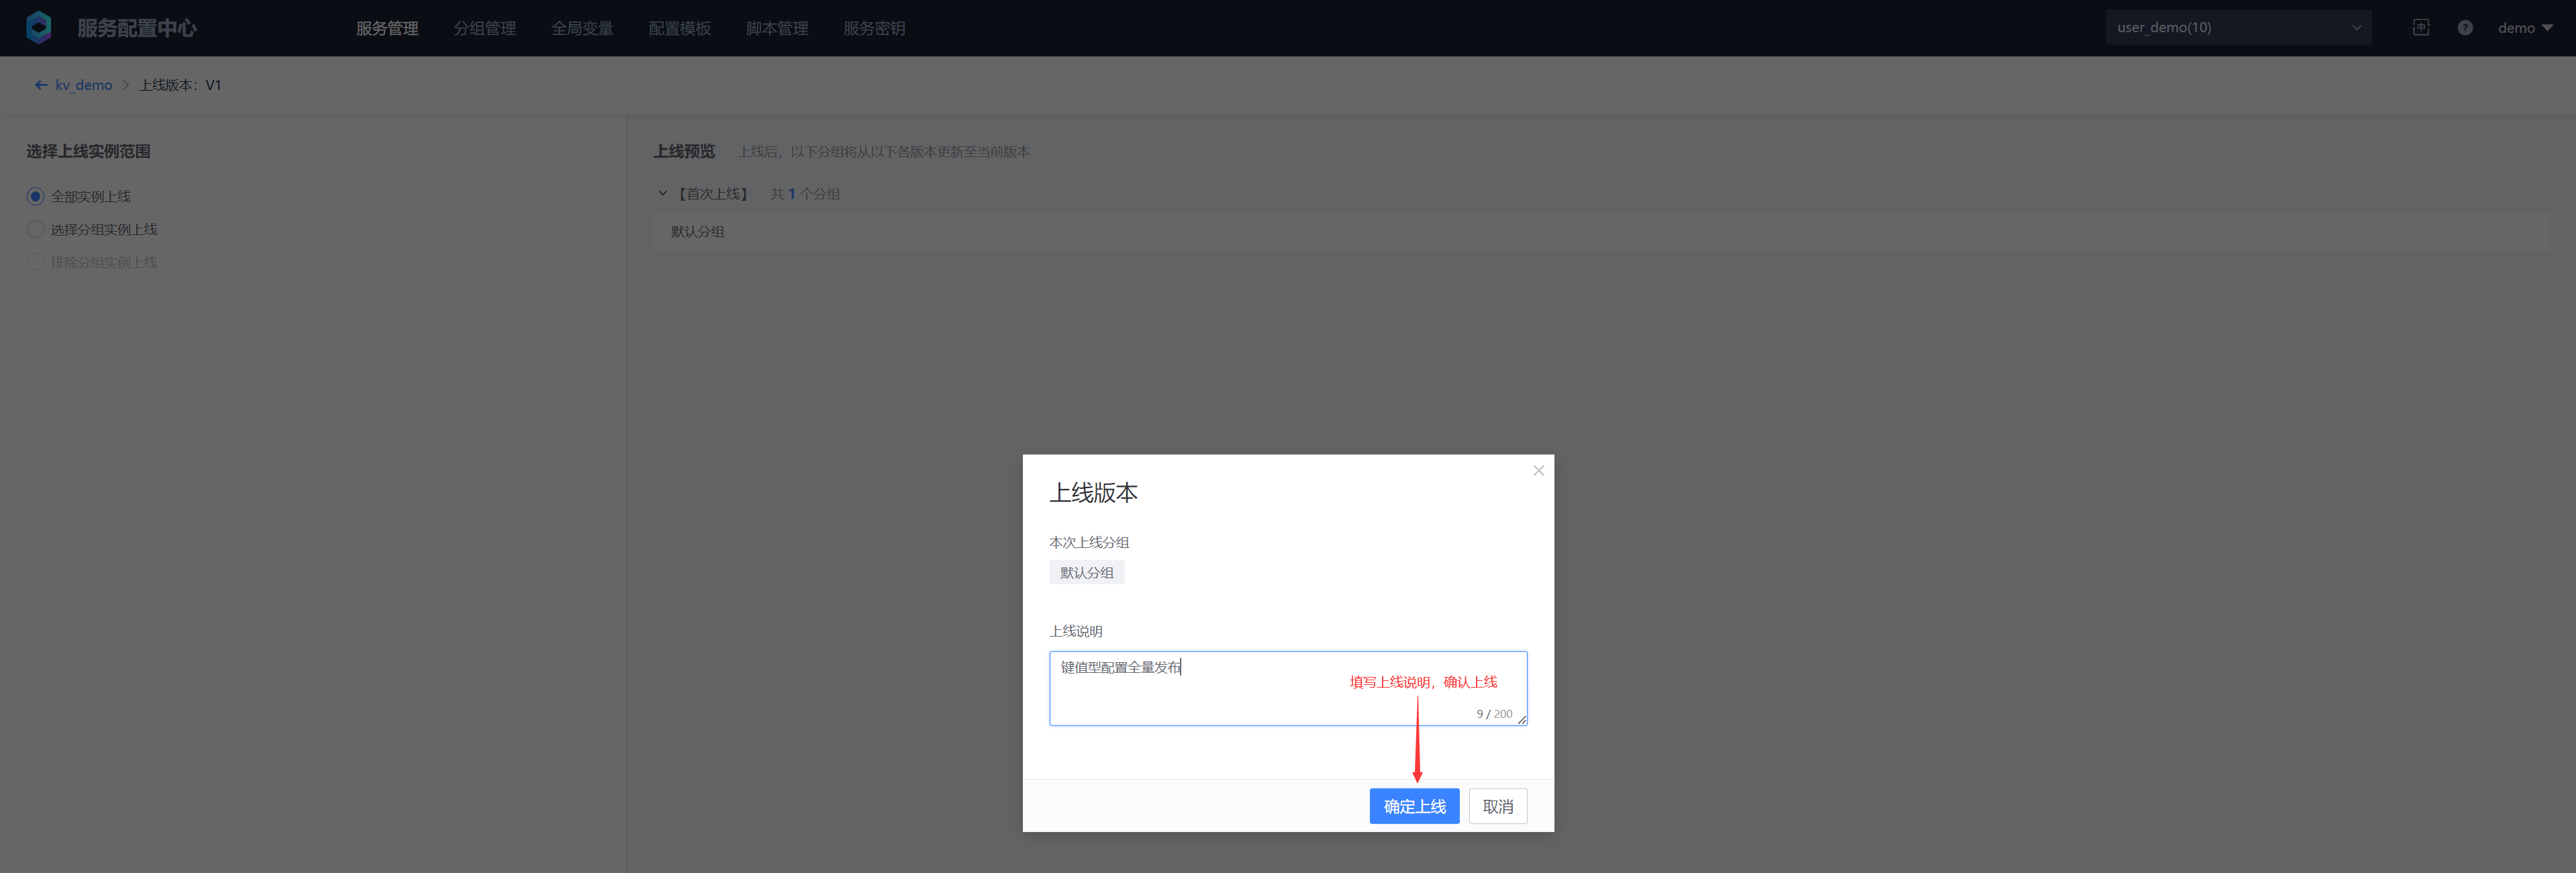 服务配置中心 服务管理 分组管理 全局变量 配置模板 脚本管理 服务密钥 user_demo(10) 中 ? demo
kv_demo 上线版本：V1
选择上线实例范围
全部实例上线
选择分组实例上线
排除分组实例上线
上线预览 上线后，以下分组将从以下各版本更新至当前版本
【首次上线】 共 1 个分组
默认分组
上线版本
本次上线分组
默认分组
上线说明
键值型配置全量发布
填写上线说明，确认上线
9 / 200
确定上线 取消